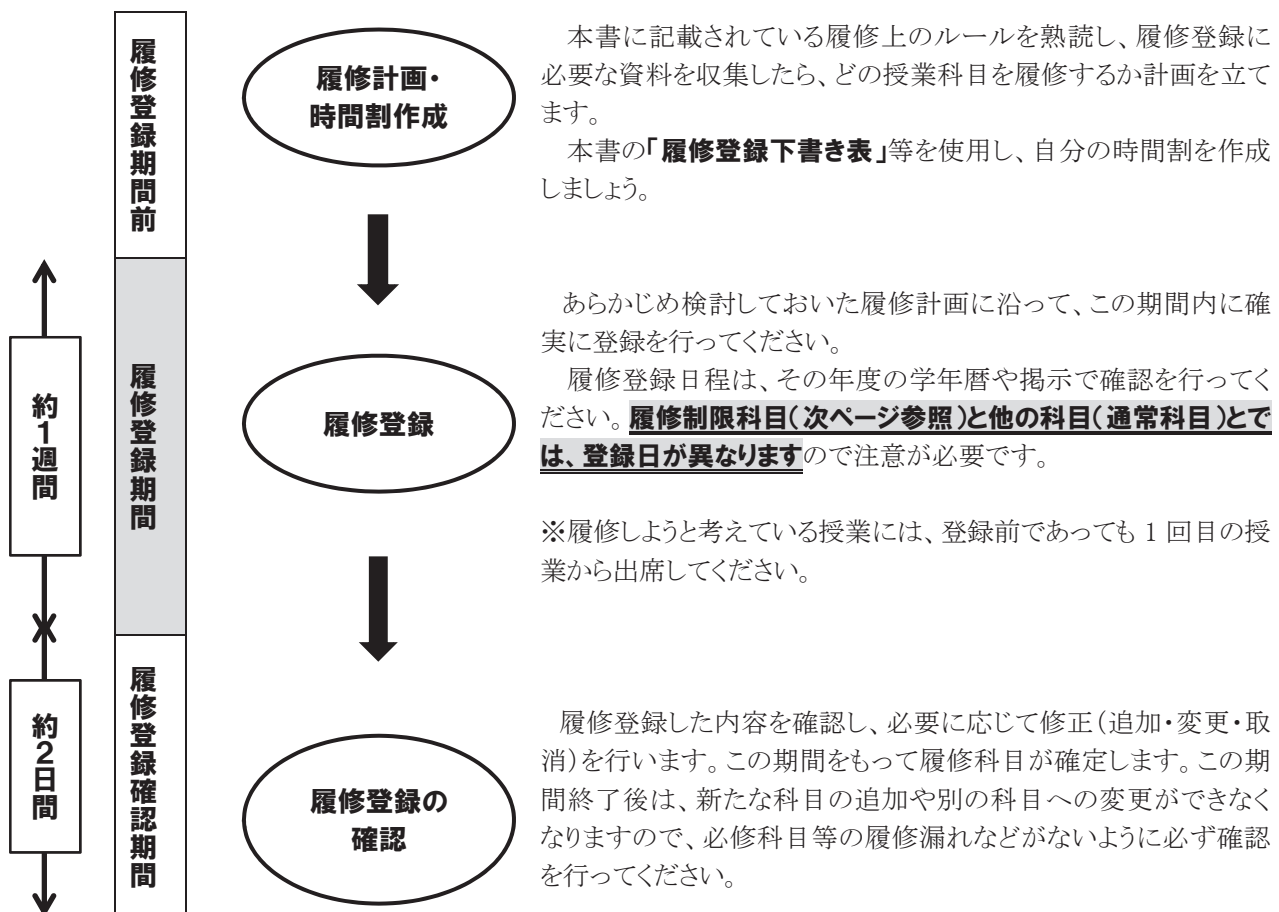 履修登録期間前
履修計画・
時間割作成
本書に記載されている履修上のルールを熟読し、履修登録に
必要な資料を収集したら、どの授業科目を履修するか計画を立て
ます。
本書の「履修登録下書き表」等を使用し、自分の時間割を作成
しましょう。
約1週間
履修登録期間
履修登録
あらかじめ検討しておいた履修計画に沿って、この期間内に確
実に登録を行ってください。
履修登録日程は、その年度の学年暦や掲示で確認を行ってく
ださい。履修制限科目(次ページ参照)と他の科目(通常科目)とで
は、登録日が異なりますので注意が必要です。
※履修しようと考えている授業には、登録前であっても 1 回目の授
業から出席してください。
約2日間
履修登録確認期間
履修登録の
確認
履修登録した内容を確認し、必要に応じて修正(追加・変更・取
消)を行います。この期間をもって履修科目が確定します。この期
間終了後は、新たな科目の追加や別の科目への変更ができなく
なりますので、必修科目等の履修漏れなどがないように必ず確認
を行ってください。